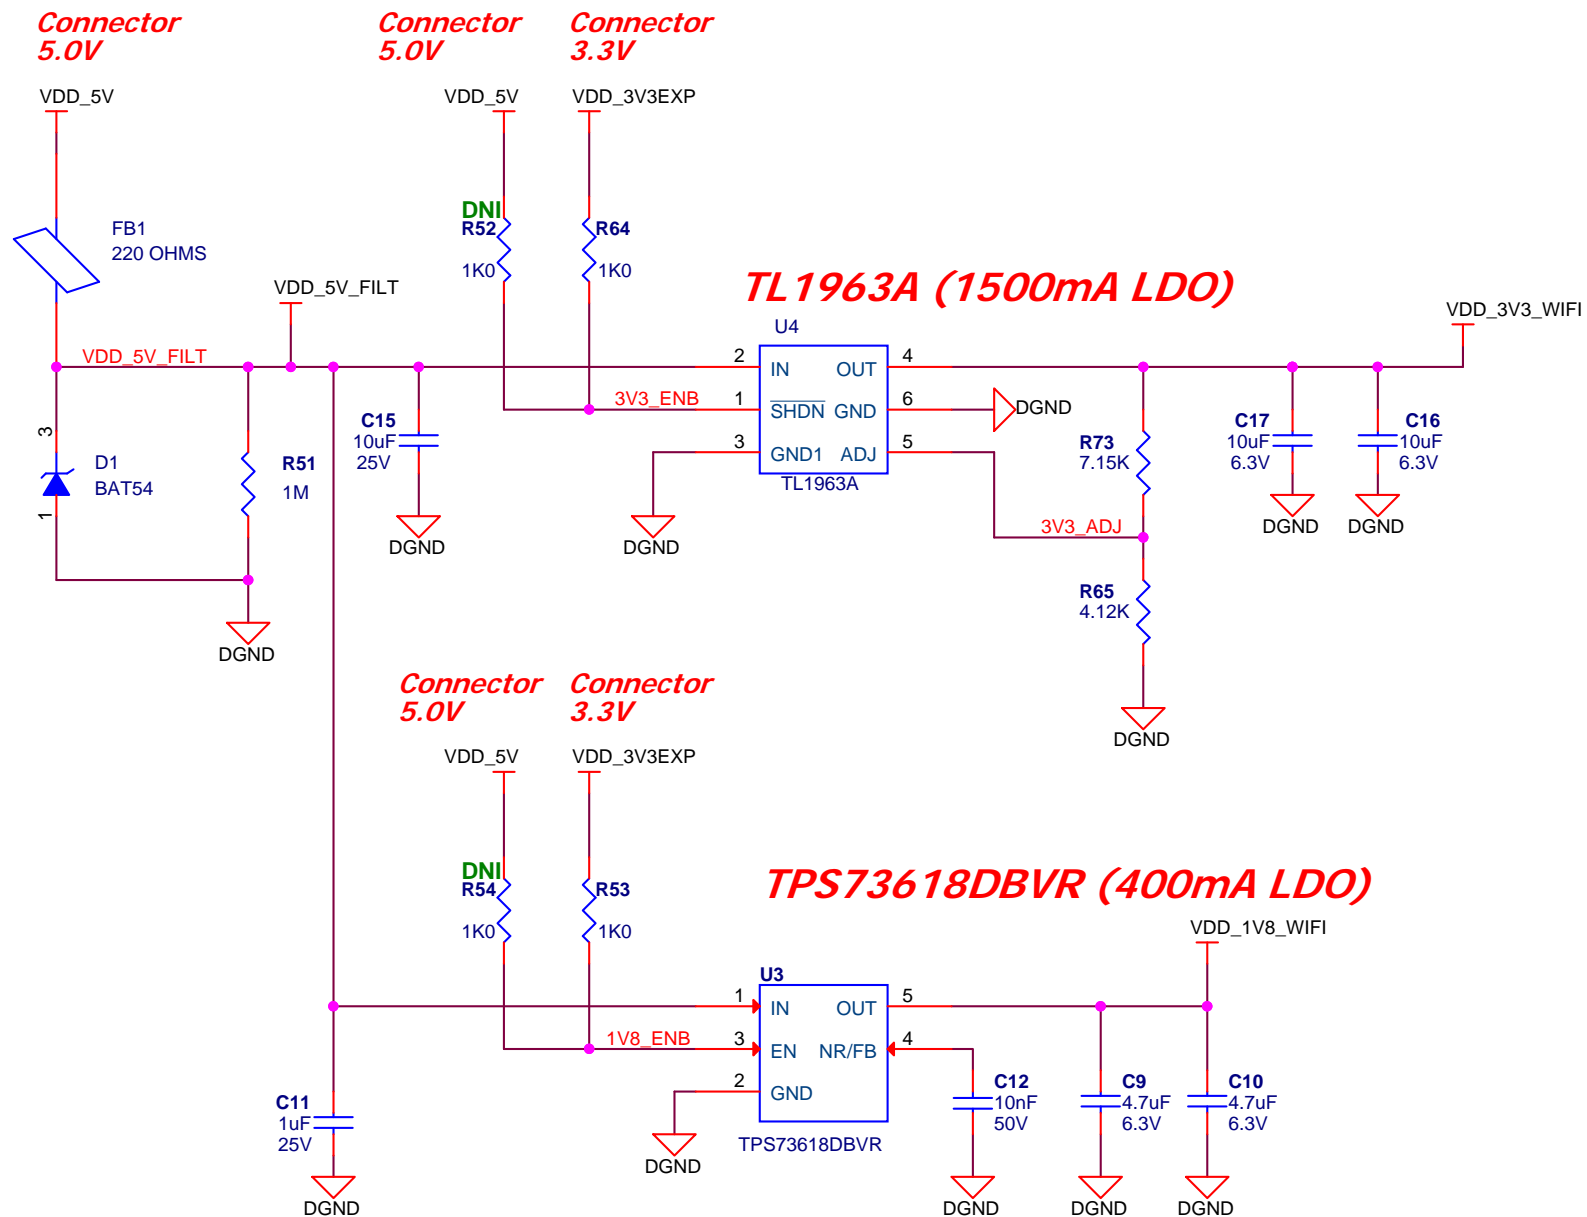 Connector
5.0V
Connector
5.0V
Connector
3.3V
VDD_5V
VDD_5V
VDD_3V3EXP
FB1
220 OHMS
DNI
R52
1K0
R64
1K0
VDD_5V_FILT
VDD_5V_FILT
TL1963A (1500mA LDO)
U4
VDD_3V3_WIFI
2
IN
OUT
4
3V3_ENB
1
SHDN
GND
6
DGND
3
GND1
ADJ
5
TL1963A
C15
10uF
25V
DGND
DGND
3
D1
BAT54
1
R51
1M
DGND
R73
7.15K
3V3_ADJ
R65
4.12K
DGND
C17
10uF
6.3V
DGND
C16
10uF
6.3V
DGND
Connector
5.0V
Connector
3.3V
VDD_5V
VDD_3V3EXP
DNI
R54
1K0
R53
1K0
TPS73618DBVR (400mA LDO)
VDD_1V8_WIFI
U3
1
IN
OUT
5
1V8_ENB
3
EN
NR/FB
4
2
GND
TPS73618DBVR
DGND
C11
1uF
25V
DGND
C12
10nF
50V
DGND
C9
4.7uF
6.3V
DGND
C10
4.7uF
6.3V
DGND